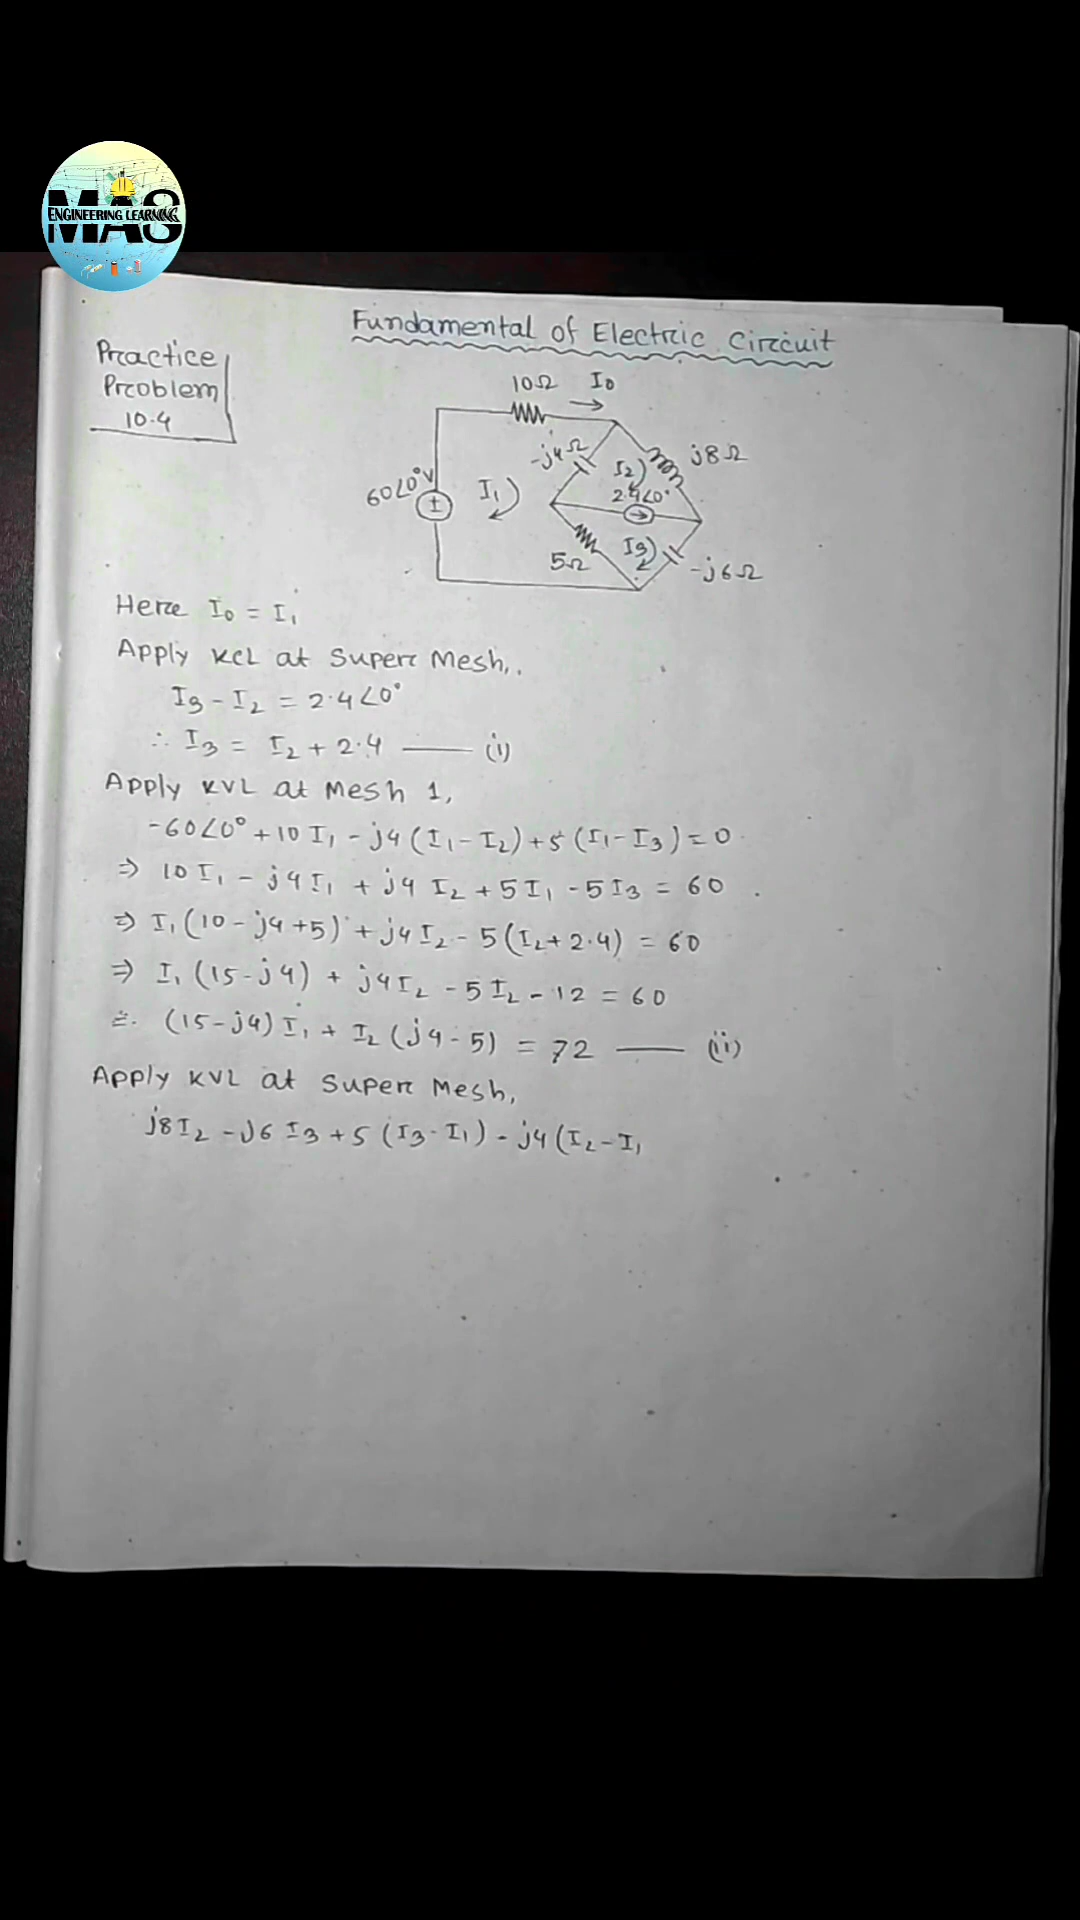 MAS
ENGINEERING LEARNING
Fundamental of Electric Circuit
Practice
Problem
10.4
10Ω I₀
-j4Ω
j8Ω
60∠0°V
I₁
I₂
2.4∠0°
5Ω
I₃
-j6Ω
Here I₀ = I₁
Apply KCL at Super Mesh,.
I₃ - I₂ = 2.4∠0°
∴ I₃ = I₂ + 2.4 —— (i)
Apply KVL at Mesh 1,
-60∠0° + 10 I₁ - j4 (I₁ - I₂) + 5 (I₁ - I₃) = 0
⇒ 10 I₁ - j4 I₁ + j4 I₂ + 5 I₁ - 5 I₃ = 60
⇒ I₁ (10 - j4 + 5) + j4 I₂ - 5 (I₂ + 2.4) = 60
⇒ I₁ (15 - j4) + j4 I₂ - 5 I₂ - 12 = 60
∴ (15 - j4) I₁ + I₂ (j4 - 5) = 72 —— (ii)
Apply KVL at Super Mesh,
j8 I₂ - j6 I₃ + 5 (I₃ - I₁) - j4 (I₂ - I₁